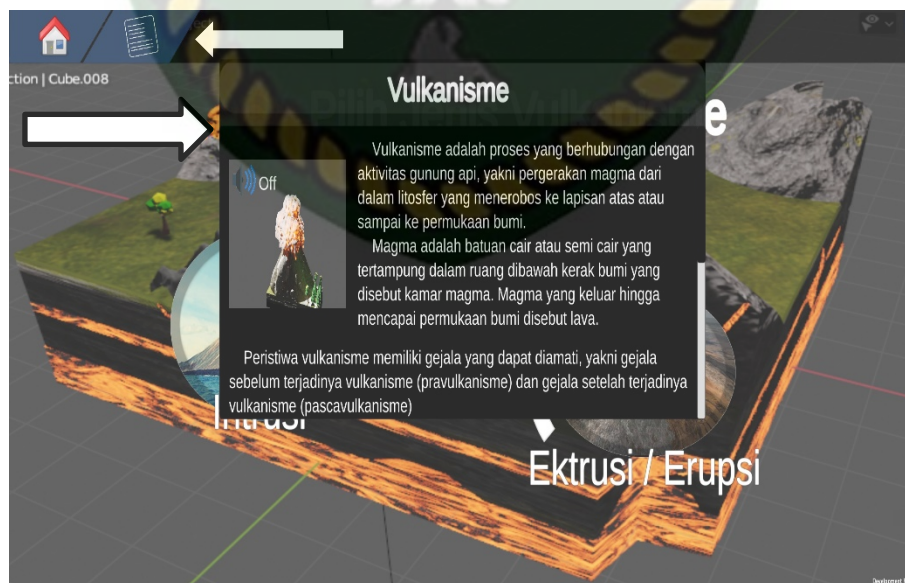 ction | Cube.008
Vulkanisme
e
Off
Vulkanisme adalah proses yang berhubungan dengan
aktivitas gunung api, yakni pergerakan magma dari
dalam litosfer yang menerobos ke lapisan atas atau
sampai ke permukaan bumi.
Magma adalah batuan cair atau semi cair yang
tertampung dalam ruang dibawah kerak bumi yang
disebut kamar magma. Magma yang keluar hingga
mencapai permukaan bumi disebut lava.
Peristiwa vulkanisme memiliki gejala yang dapat diamati, yakni gejala
sebelum terjadinya vulkanisme (pravulkanisme) dan gejala setelah terjadinya
vulkanisme (pascavulkanisme)
Intrusi
Ektrusi / Erupsi
Development